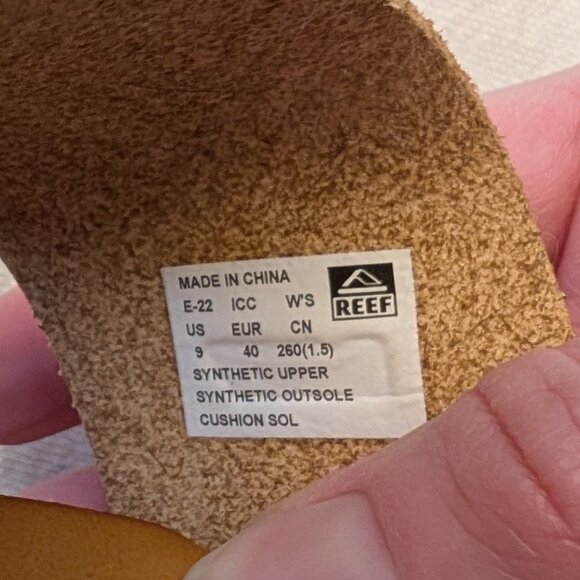 MADE IN CHINA
E-22 ICC W'S
REEF
US EUR CN
9 40 260(1.5)
SYNTHETIC UPPER
SYNTHETIC OUTSOLE
CUSHION SOL